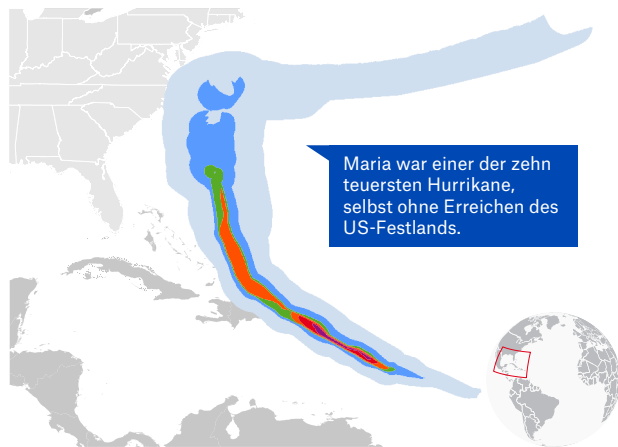 Maria war einer der zehn
teuersten Hurrikane,
selbst ohne Erreichen des
US-Festlands.